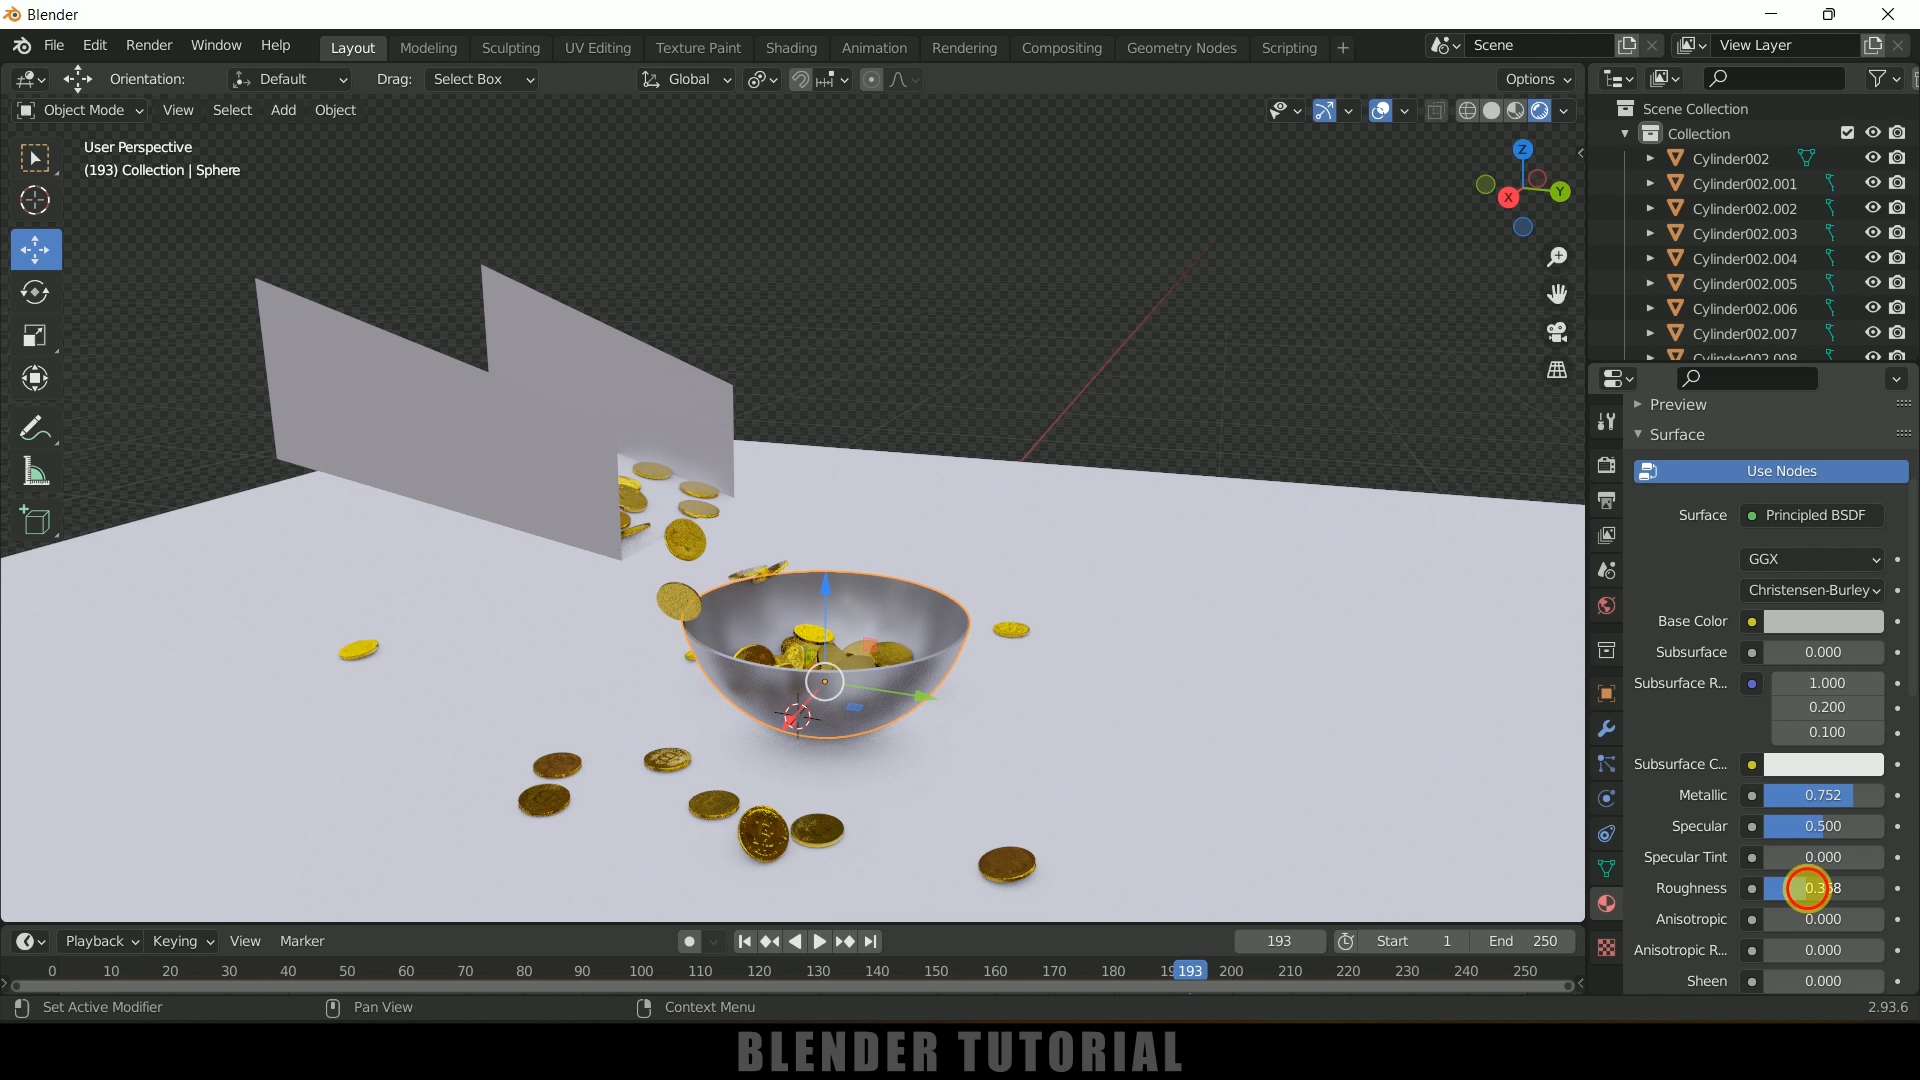 Blender
File Edit Render Window Help Layout Modeling Sculpting UV Editing Texture Paint Shading Animation Rendering Compositing Geometry Nodes Scripting + Scene View Layer
Orientation: Default Drag: Select Box Global Options
Object Mode View Select Add Object
User Perspective
(193) Collection | Sphere
Z
Y
X
Scene Collection
Collection
Cylinder002
Cylinder002.001
Cylinder002.002
Cylinder002.003
Cylinder002.004
Cylinder002.005
Cylinder002.006
Cylinder002.007
Cylinder002.008
Preview
Surface
Use Nodes
Surface Principled BSDF
GGX
Christensen-Burley
Base Color
Subsurface 0.000
Subsurface R... 1.000
0.200
0.100
Subsurface C...
Metallic 0.752
Specular 0.500
Specular Tint 0.000
Roughness 0.368
Anisotropic 0.000
Anisotropic R... 0.000
Sheen 0.000
Playback Keying View Marker 193 Start 1 End 250
0 10 20 30 40 50 60 70 80 90 100 110 120 130 140 150 160 170 180 193 200 210 220 230 240 250
Set Active Modifier Pan View Context Menu 2.93.6
BLENDER TUTORIAL